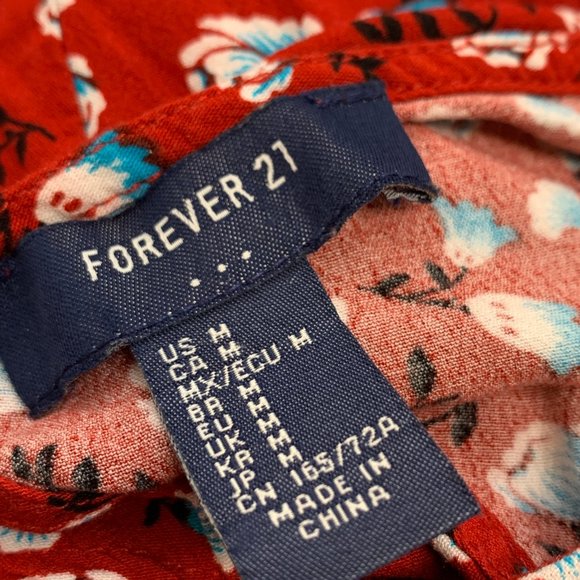 FOREVER 21
...
US M
CA M
MX/ECU M
BR M
EU M
UK M
KR M
JP M
CN 165/72A
MADE IN
CHINA